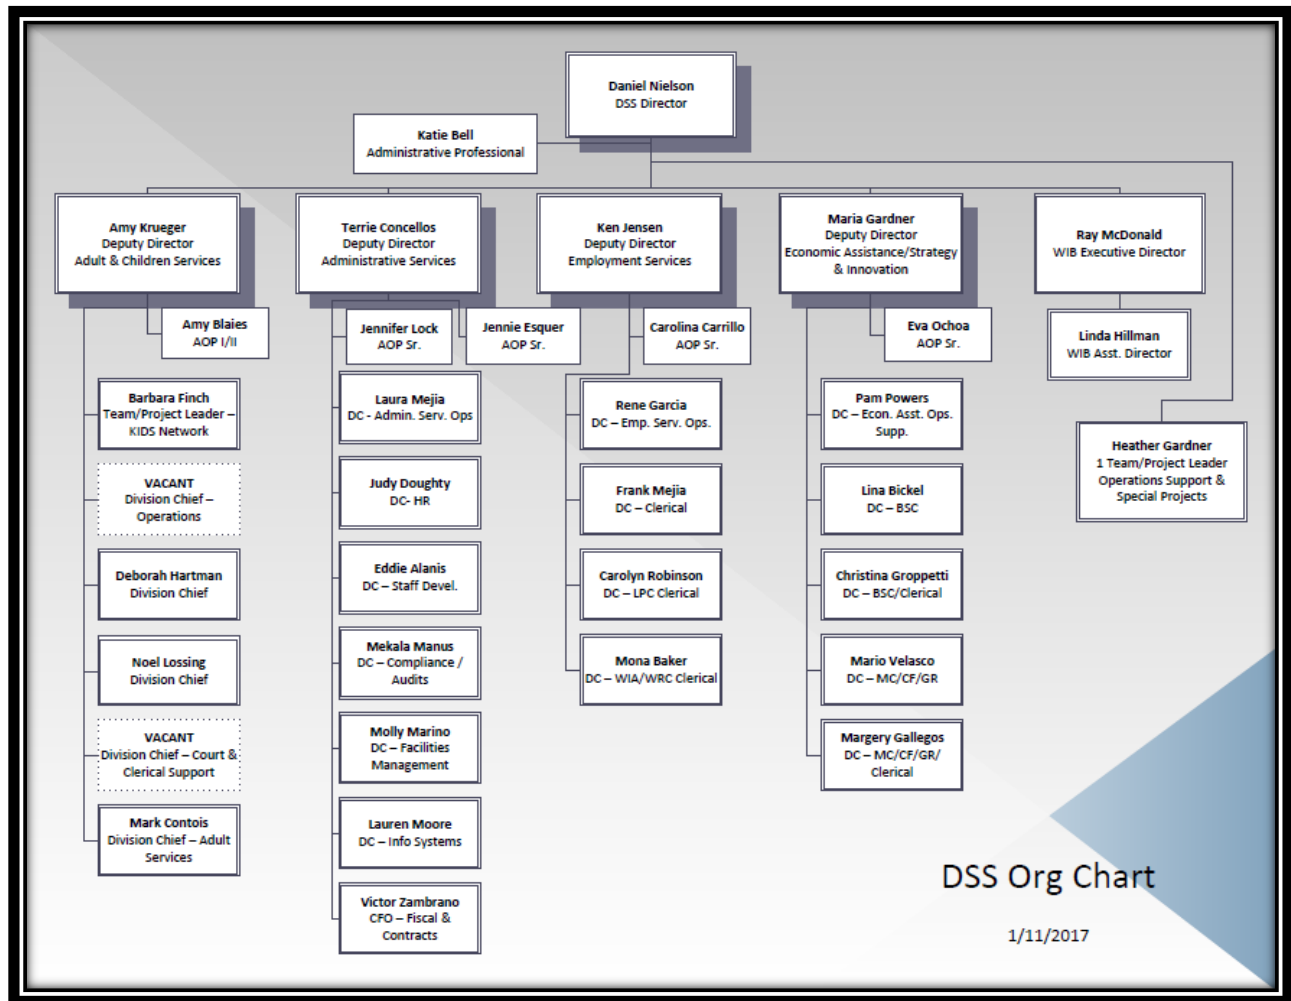 Daniel Nielson
DSS Director
Katie Bell
Administrative Professional
Amy Krueger
Deputy Director
Adult & Children Services
Terrie Concellos
Deputy Director
Administrative Services
Ken Jensen
Deputy Director
Employment Services
Maria Gardner
Deputy Director
Economic Assistance/Strategy
& Innovation
Ray McDonald
WIB Executive Director
Amy Blaies
AOP I/II
Jennifer Lock
AOP Sr.
Jennie Esquer
AOP Sr.
Carolina Carrillo
AOP Sr.
Eva Ochoa
AOP Sr.
Linda Hillman
WIB Asst. Director
Barbara Finch
Team/Project Leader –
KIDS Network
VACANT
Division Chief –
Operations
Deborah Hartman
Division Chief
Noel Lossing
Division Chief
VACANT
Division Chief – Court &
Clerical Support
Mark Contois
Division Chief – Adult
Services
Laura Mejia
DC - Admin. Serv. Ops
Judy Doughty
DC- HR
Eddie Alanis
DC – Staff Devel.
Mekala Manus
DC – Compliance /
Audits
Molly Marino
DC – Facilities
Management
Lauren Moore
DC – Info Systems
Victor Zambrano
CFO – Fiscal &
Contracts
Rene Garcia
DC – Emp. Serv. Ops.
Frank Mejia
DC – Clerical
Carolyn Robinson
DC – LPC Clerical
Mona Baker
DC – WIA/WRC Clerical
Pam Powers
DC – Econ. Asst. Ops.
Supp.
Lina Bickel
DC – BSC
Christina Groppetti
DC – BSC/Clerical
Mario Velasco
DC – MC/CF/GR
Margery Gallegos
DC – MC/CF/GR/
Clerical
Heather Gardner
1 Team/Project Leader
Operations Support &
Special Projects
DSS Org Chart
1/11/2017